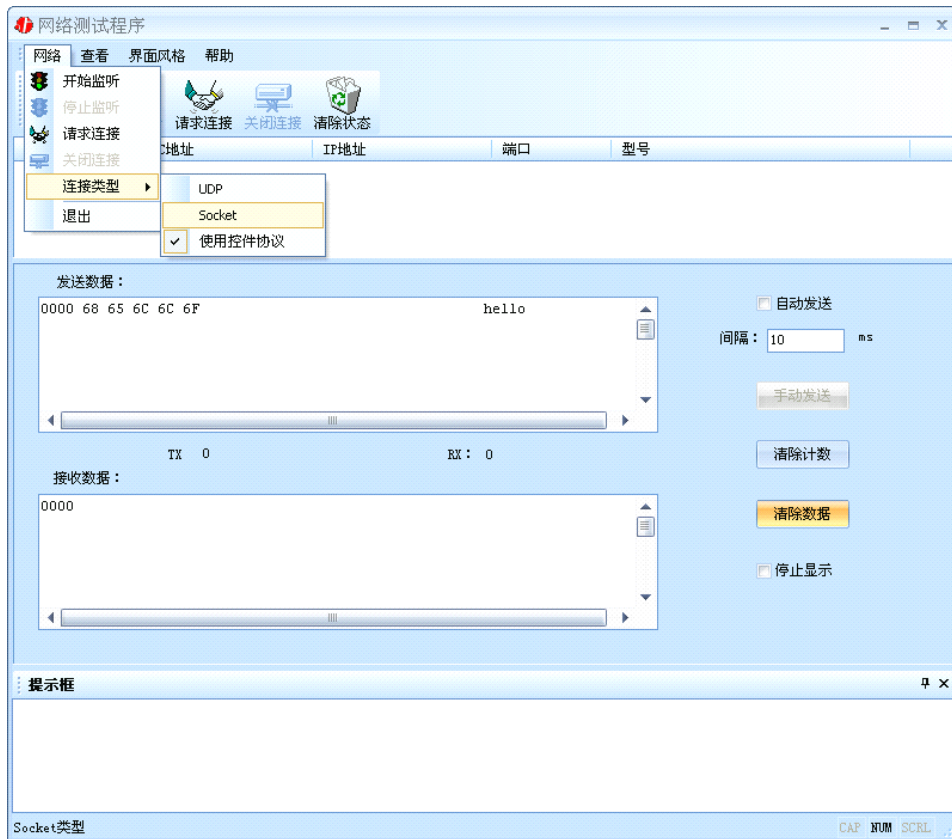 网络测试程序
网络 查看 界面风格 帮助
开始监听
停止监听
请求连接
关闭连接
连接类型
退出
UDP
Socket
使用控件协议
请求连接 关闭连接 清除状态
C地址 IP地址 端口 型号
发送数据：
0000 68 65 6C 6C 6F hello
自动发送
间隔： 10 ms
手动发送
TX 0 RX： 0
清除计数
接收数据：
0000
清除数据
停止显示
提示框
Socket类型 CAP NUM SCRL